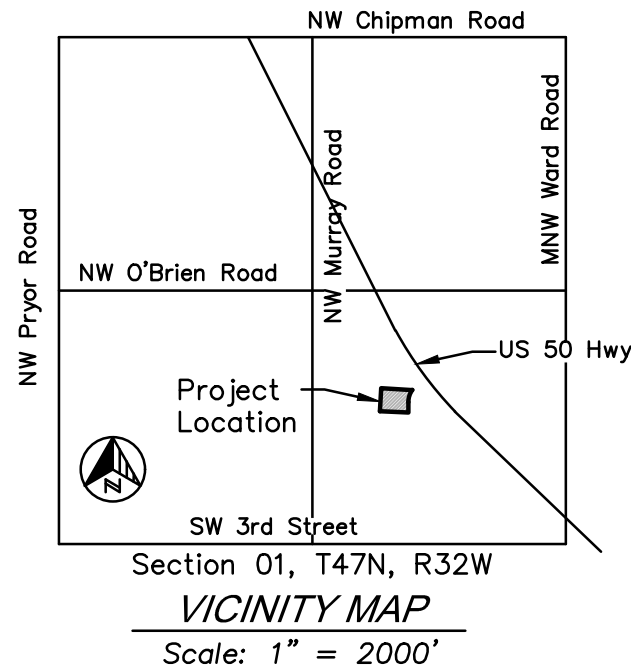 NW Chipman Road
MNW Ward Road
NW Murray Road
NW Pryor Road
NW O'Brien Road
US 50 Hwy
Project
Location
N
SW 3rd Street
Section 01, T47N, R32W
VICINITY MAP
Scale: 1" = 2000'